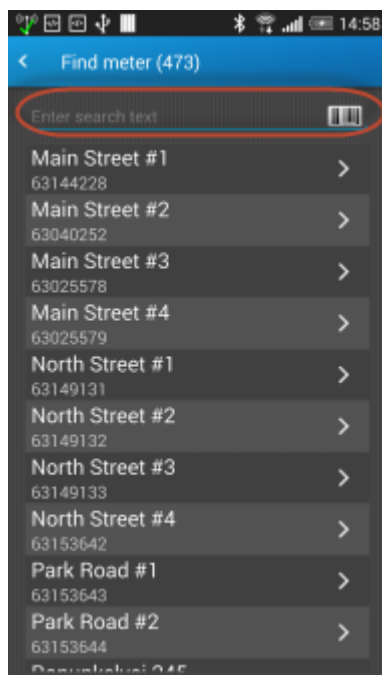 14:58
Find meter (473)
Enter search text
Main Street #1
63144228
Main Street #2
63040252
Main Street #3
63025578
Main Street #4
63025579
North Street #1
63149131
North Street #2
63149132
North Street #3
63149133
North Street #4
63153642
Park Road #1
63153643
Park Road #2
63153644